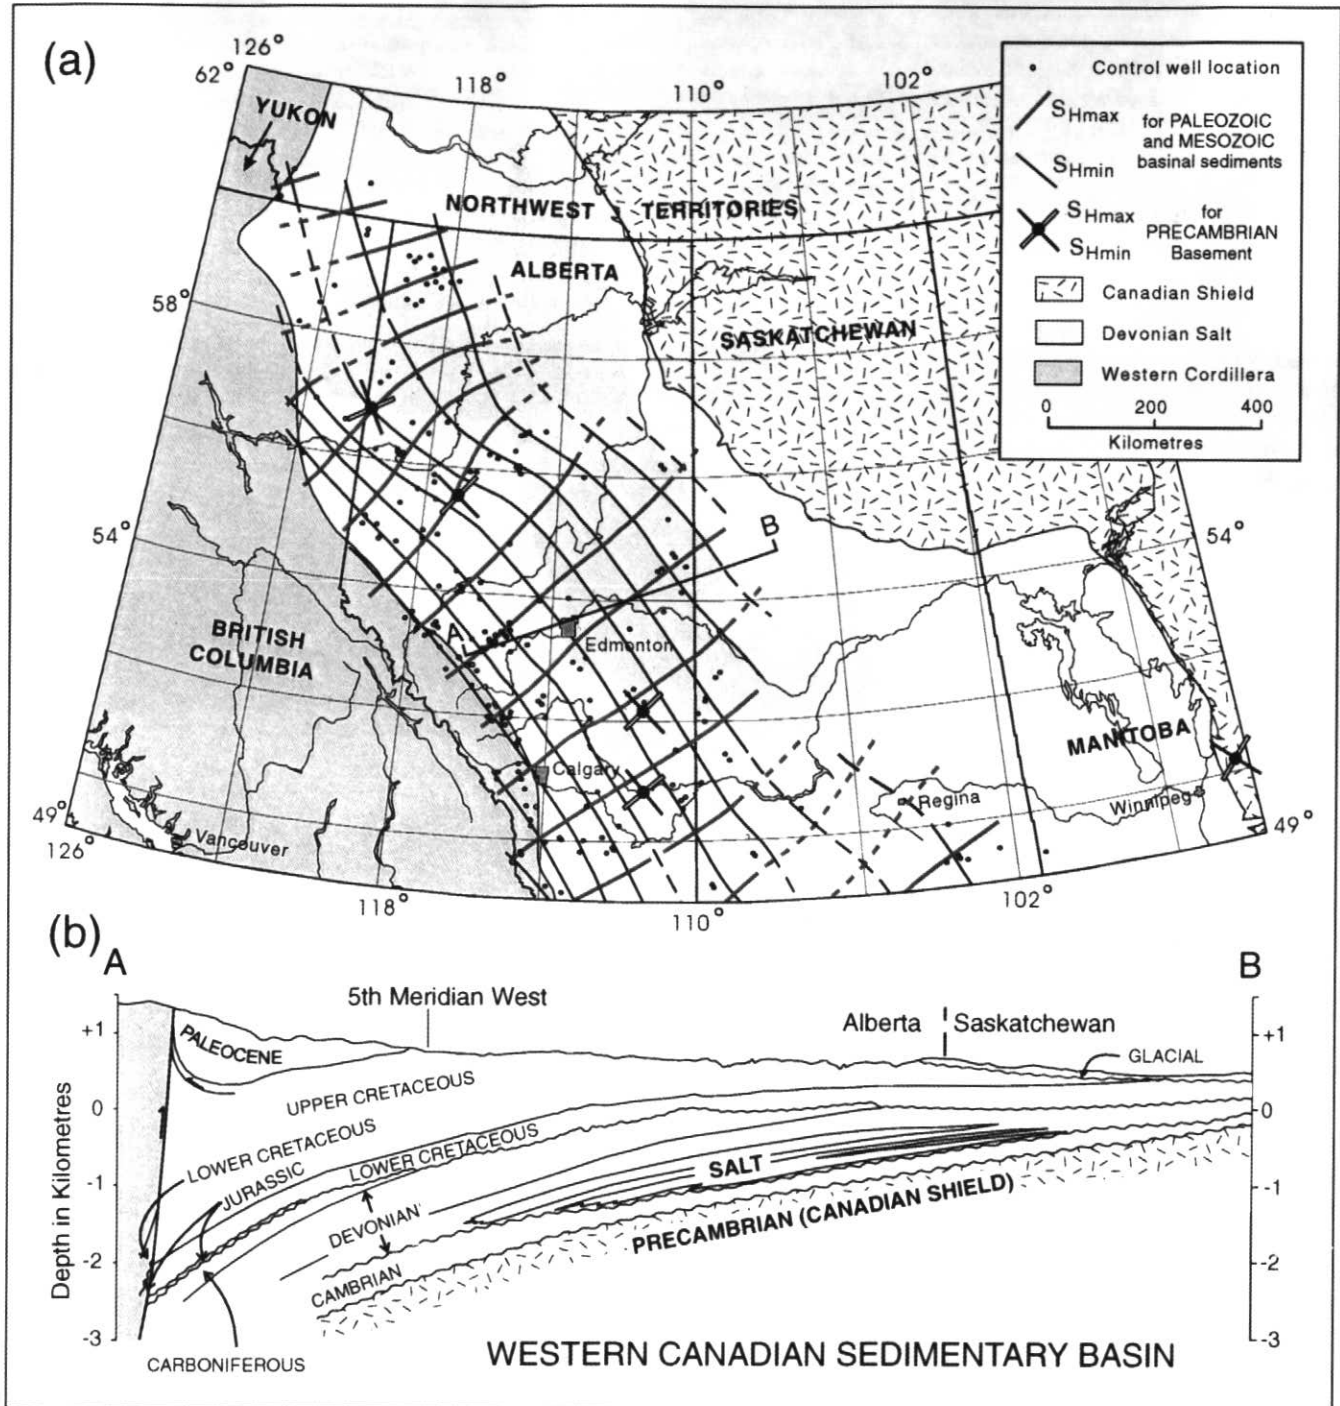 (a)
126°
62°
118°
110°
102°
58°
54°
54°
49°
126°
118°
110°
102°
49°
YUKON
NORTHWEST TERRITORIES
ALBERTA
SASKATCHEWAN
BRITISH
COLUMBIA
MANITOBA
A
B
Edmonton
Calgary
Regina
Winnipeg
Vancouver
Control well location
SHmax
SHmin
for PALEOZOIC
and MESOZOIC
basinal sediments
SHmax
SHmin
for
PRECAMBRIAN
Basement
Canadian Shield
Devonian Salt
Western Cordillera
0 200 400
Kilometres
(b)
A
B
5th Meridian West
Alberta
Saskatchewan
GLACIAL
PALEOCENE
UPPER CRETACEOUS
LOWER CRETACEOUS
JURASSIC
LOWER CRETACEOUS
DEVONIAN
SALT
CAMBRIAN
PRECAMBRIAN (CANADIAN SHIELD)
CARBONIFEROUS
Depth in Kilometres
+1
0
-1
-2
-3
+1
0
-1
-2
-3
WESTERN CANADIAN SEDIMENTARY BASIN